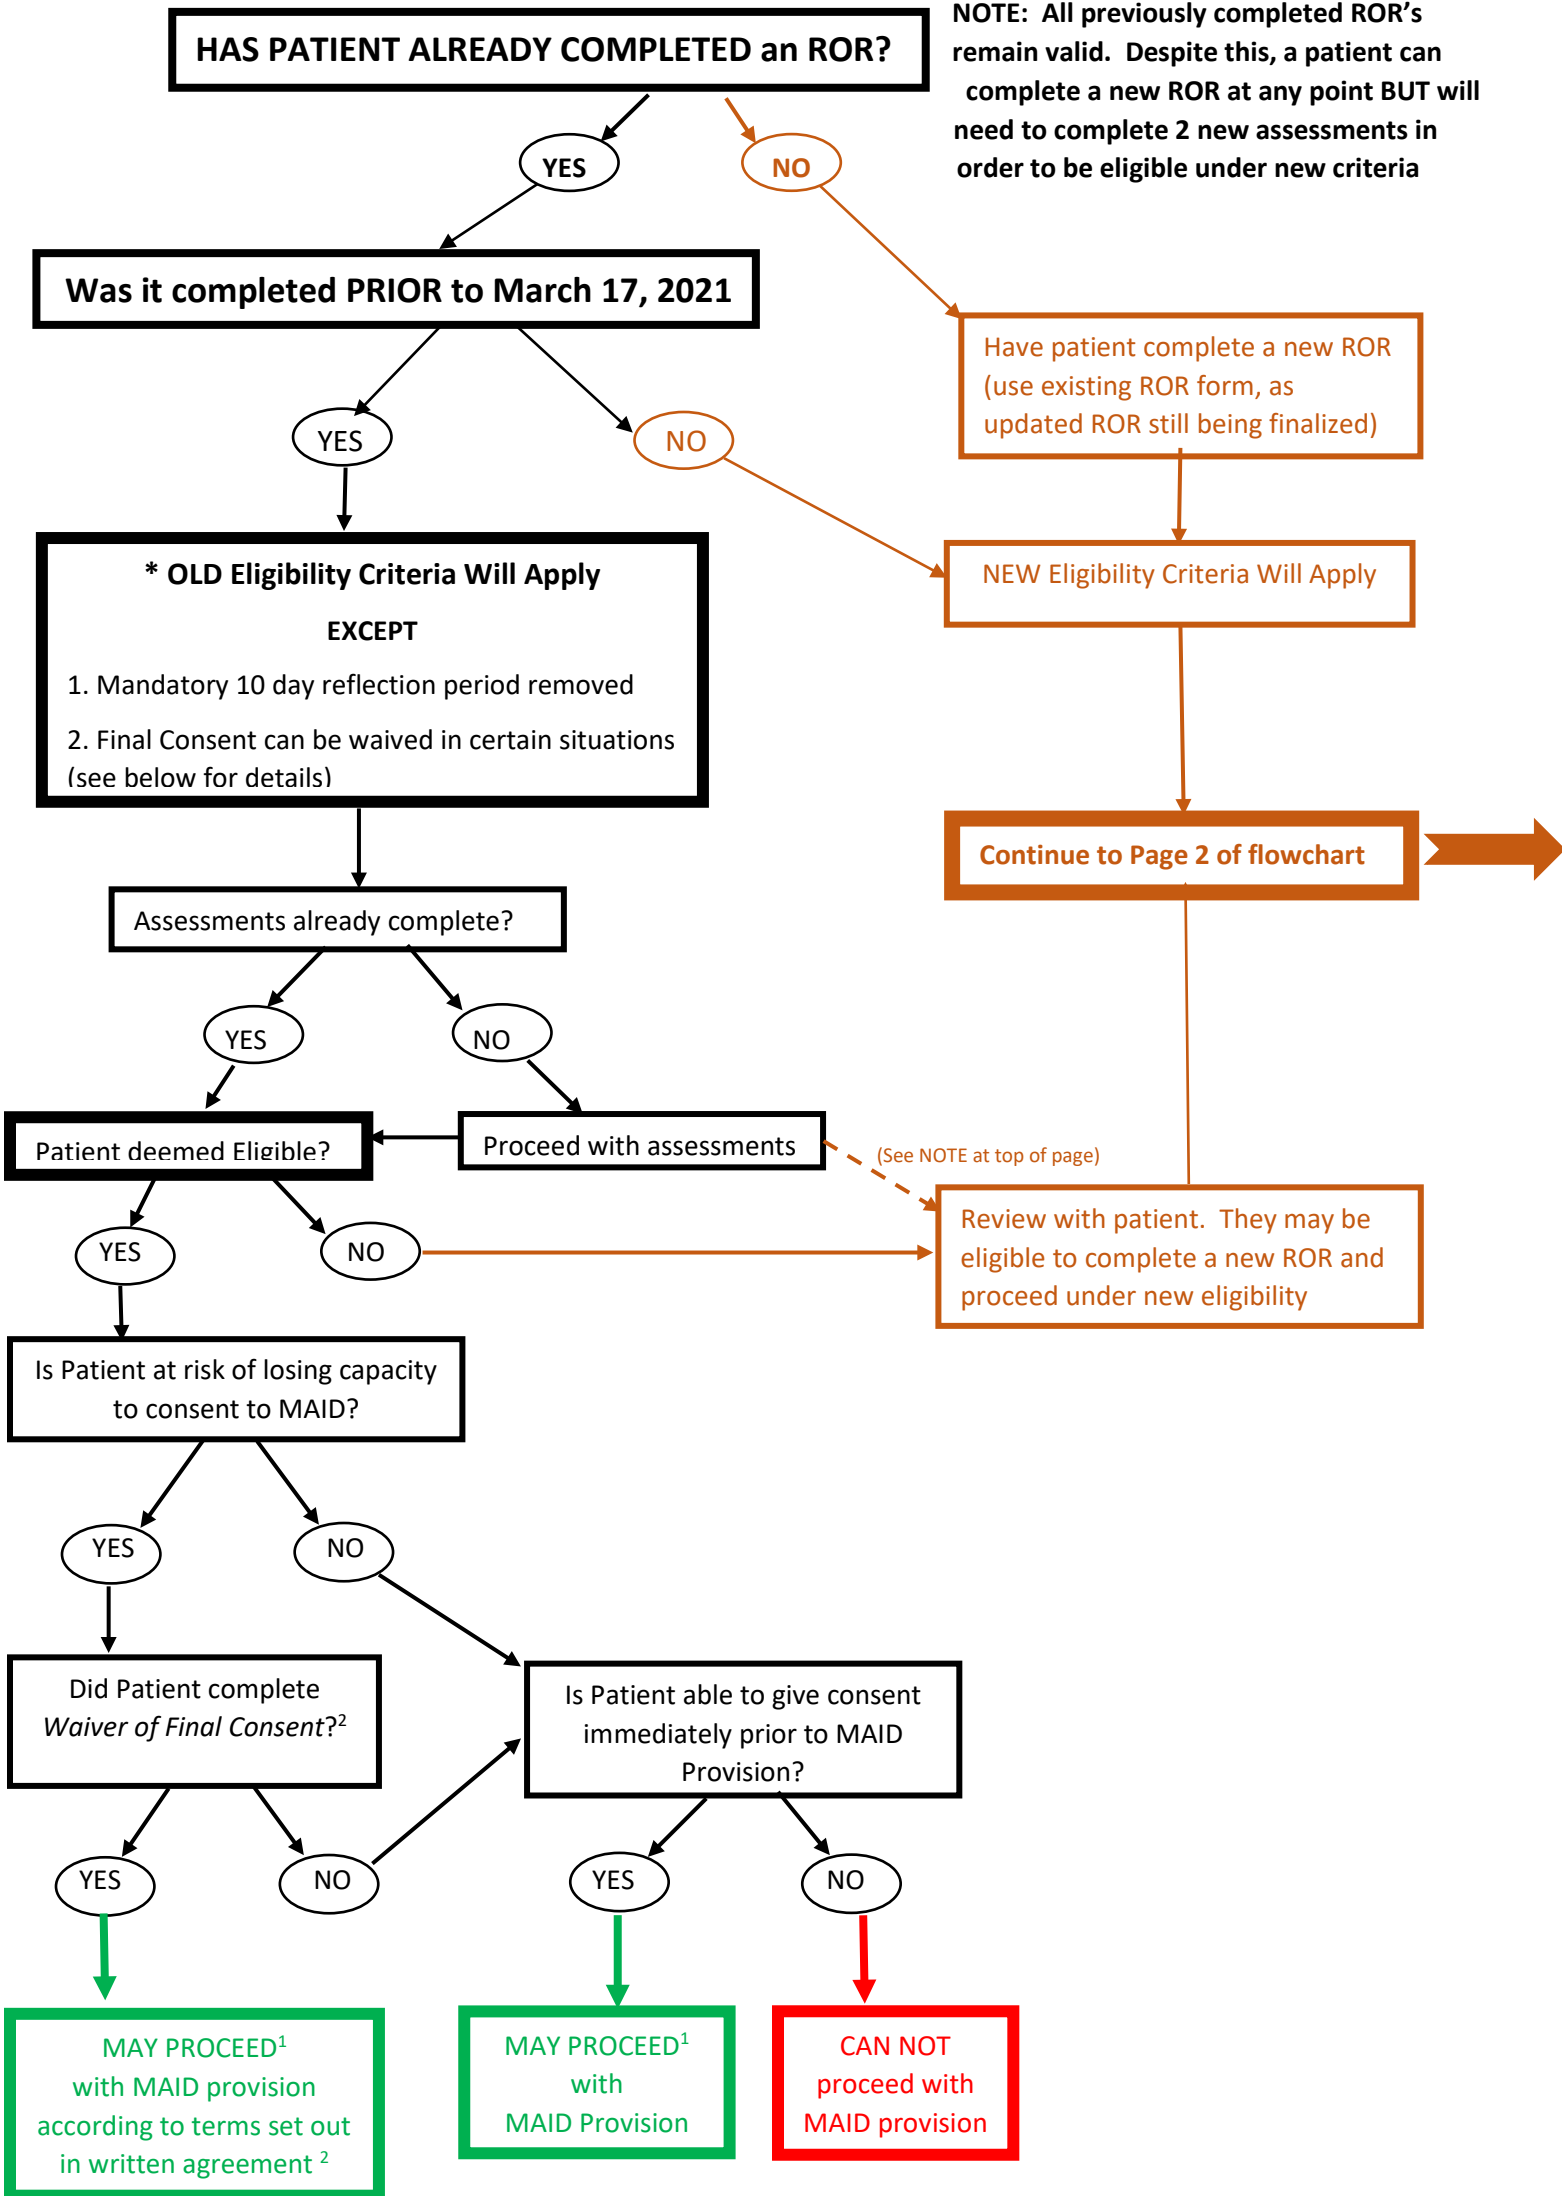 HAS PATIENT ALREADY COMPLETED an ROR?
NOTE: All previously completed ROR's
remain valid. Despite this, a patient can
complete a new ROR at any point BUT will
need to complete 2 new assessments in
order to be eligible under new criteria
YES
NO
Was it completed PRIOR to March 17, 2021
Have patient complete a new ROR
(use existing ROR form, as
updated ROR still being finalized)
YES
NO
* OLD Eligibility Criteria Will Apply
EXCEPT
1. Mandatory 10 day reflection period removed
2. Final Consent can be waived in certain situations
(see below for details)
NEW Eligibility Criteria Will Apply
Continue to Page 2 of flowchart
Assessments already complete?
YES
NO
Patient deemed Eligible?
Proceed with assessments
(See NOTE at top of page)
Review with patient. They may be
eligible to complete a new ROR and
proceed under new eligibility
YES
NO
Is Patient at risk of losing capacity
to consent to MAID?
YES
NO
Did Patient complete
Waiver of Final Consent?²
Is Patient able to give consent
immediately prior to MAID
Provision?
YES
NO
YES
NO
MAY PROCEED¹
with MAID provision
according to terms set out
in written agreement ²
MAY PROCEED¹
with
MAID Provision
CAN NOT
proceed with
MAID provision